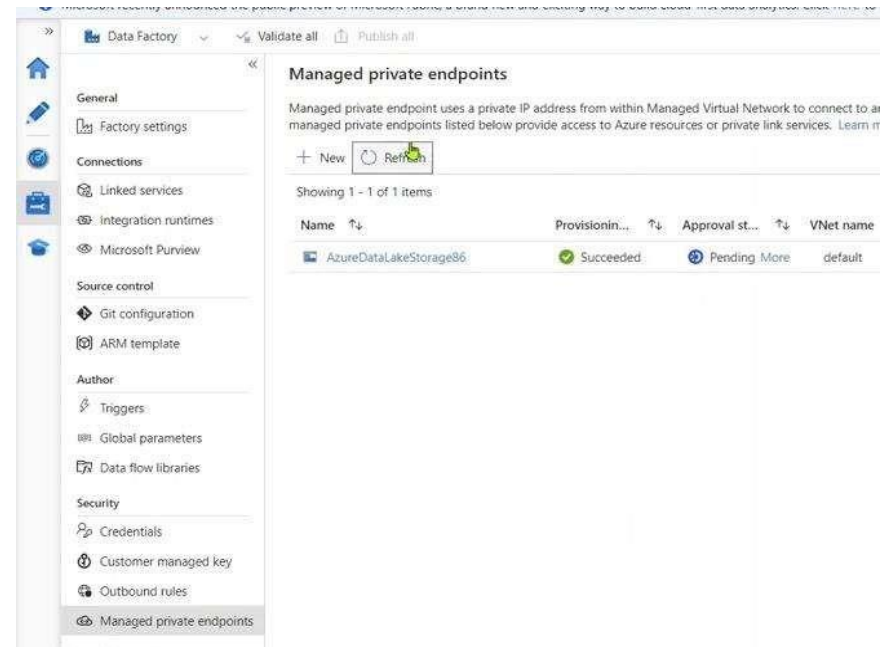 Data Factory
Validate all
Publish all
General
Factory settings
Connections
Linked services
Integration runtimes
Microsoft Purview
Source control
Git configuration
ARM template
Author
Triggers
Global parameters
Data flow libraries
Security
Credentials
Customer managed key
Outbound rules
Managed private endpoints
Managed private endpoints
Managed private endpoint uses a private IP address from within Managed Virtual Network to connect to
managed private endpoints listed below provide access to Azure resources or private link services. Learn
New
Refresh
Showing 1 - 1 of 1 items
Name Provisionin... Approval st... VNet name
AzureDataLakeStorage86 Succeeded Pending More default